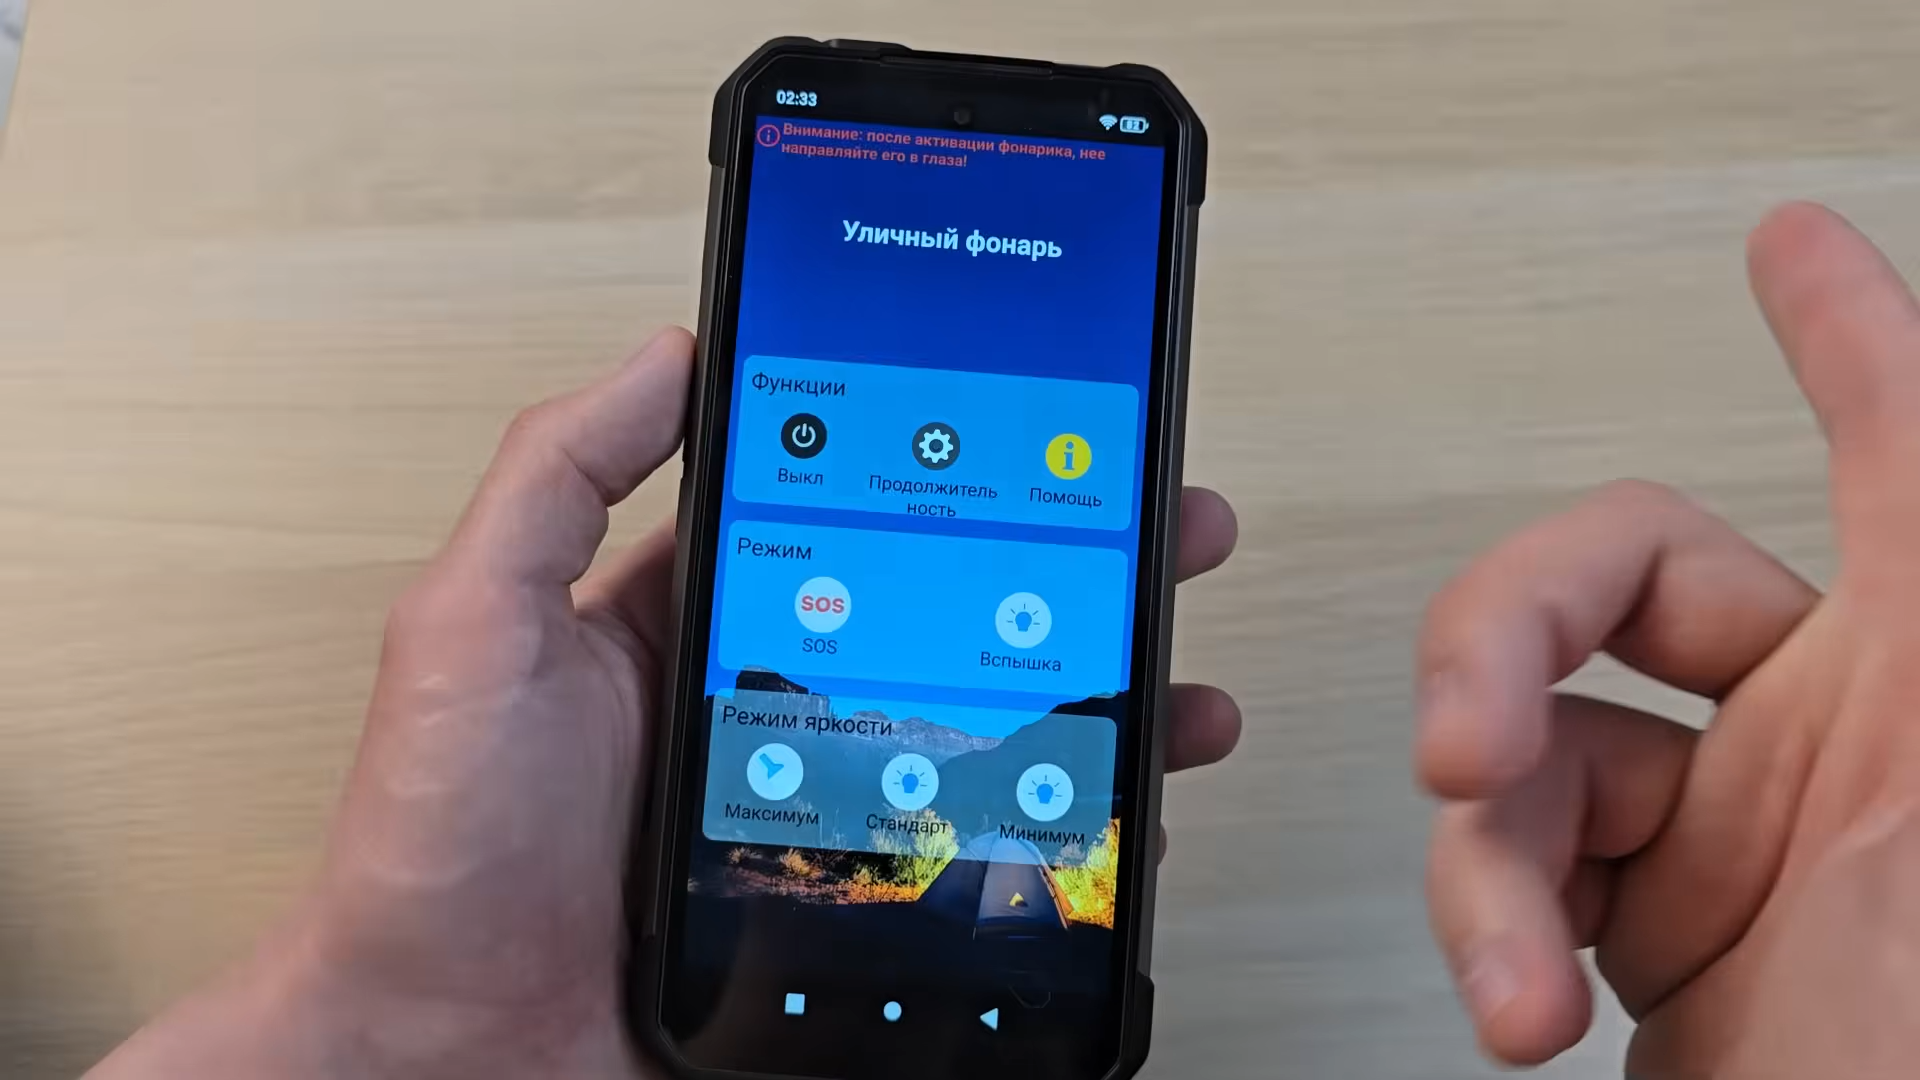 02:33
82
Внимание: после активации фонарика, нее
направляйте его в глаза!
Уличный фонарь
Функции
Выкл
Продолжитель
ность
Помощь
Режим
SOS
SOS
Вспышка
Режим яркости
Максимум
Стандарт
Минимум